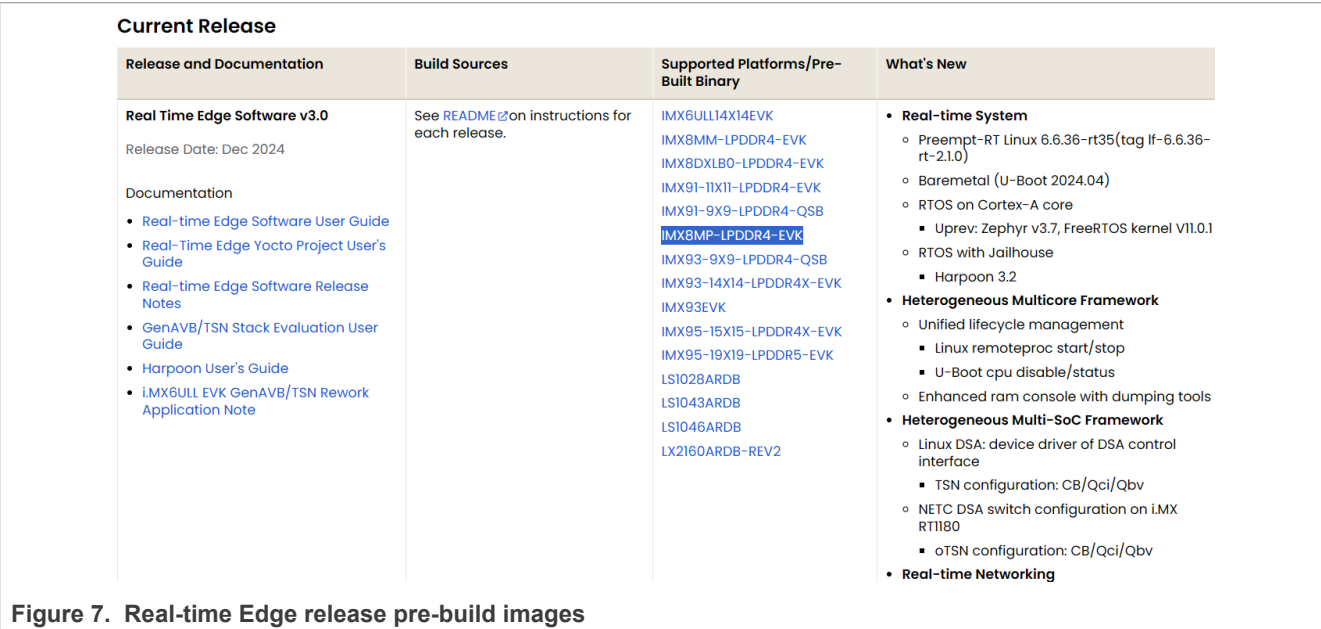 Current Release
Release and Documentation
Build Sources
Supported Platforms/Pre-
Built Binary
What's New
Real Time Edge Software v3.0
Release Date: Dec 2024
Documentation
• Real-time Edge Software User Guide
• Real-Time Edge Yocto Project User's
Guide
• Real-time Edge Software Release
Notes
• GenAVB/TSN Stack Evaluation User
Guide
• Harpoon User's Guide
• i.MX6ULL EVK GenAVB/TSN Rework
Application Note
See README on instructions for
each release.
IMX6ULL14X14EVK
IMX8MM-LPDDR4-EVK
IMX8DXLB0-LPDDR4-EVK
IMX91-11X11-LPDDR4-EVK
IMX91-9X9-LPDDR4-QSB
IMX8MP-LPDDR4-EVK
IMX93-9X9-LPDDR4-QSB
IMX93-14X14-LPDDR4X-EVK
IMX93EVK
IMX95-15X15-LPDDR4X-EVK
IMX95-19X19-LPDDR5-EVK
LS1028ARDB
LS1043ARDB
LS1046ARDB
LX2160ARDB-REV2
• Real-time System
◦ Preempt-RT Linux 6.6.36-rt35(tag lf-6.6.36-
rt-2.1.0)
◦ Baremetal (U-Boot 2024.04)
◦ RTOS on Cortex-A core
▪ Uprev: Zephyr v3.7, FreeRTOS kernel V11.0.1
◦ RTOS with Jailhouse
▪ Harpoon 3.2
• Heterogeneous Multicore Framework
◦ Unified lifecycle management
▪ Linux remoteproc start/stop
▪ U-Boot cpu disable/status
◦ Enhanced ram console with dumping tools
• Heterogeneous Multi-SoC Framework
◦ Linux DSA: device driver of DSA control
interface
▪ TSN configuration: CB/Qci/Qbv
◦ NETC DSA switch configuration on i.MX
RT1180
▪ oTSN configuration: CB/Qci/Qbv
• Real-time Networking
Figure 7. Real-time Edge release pre-build images